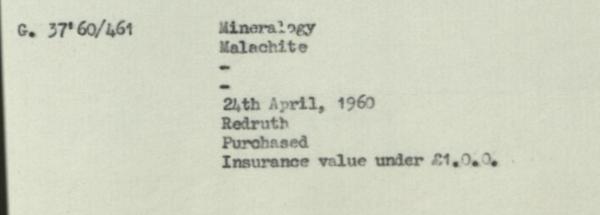 G. 37'60/461 Mineralogy
Malachite
-
-
24th April, 1960
Redruth
Purchased
Insurance value under £1.0.0.